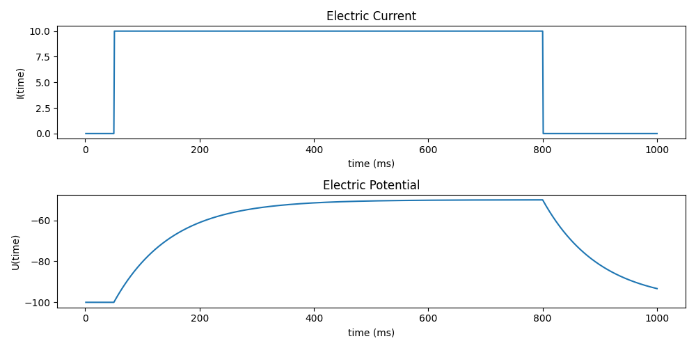 Electric Current
10.0
7.5
5.0
2.5
0.0
I(time)
0 200 400 600 800 1000
time (ms)
Electric Potential
−60
−80
−100
U(time)
0 200 400 600 800 1000
time (ms)